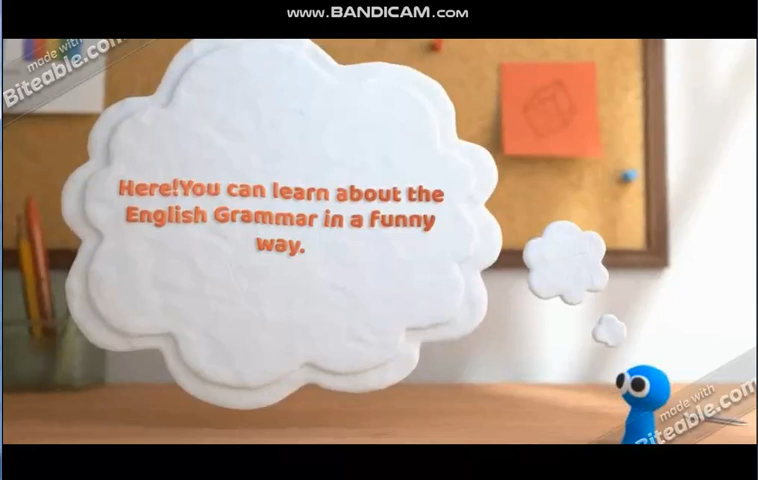 www.BANDICAM.com
made with
Biteable.com
Here!You can learn about the
English Grammar in a funny
way.
made with
Biteable.com